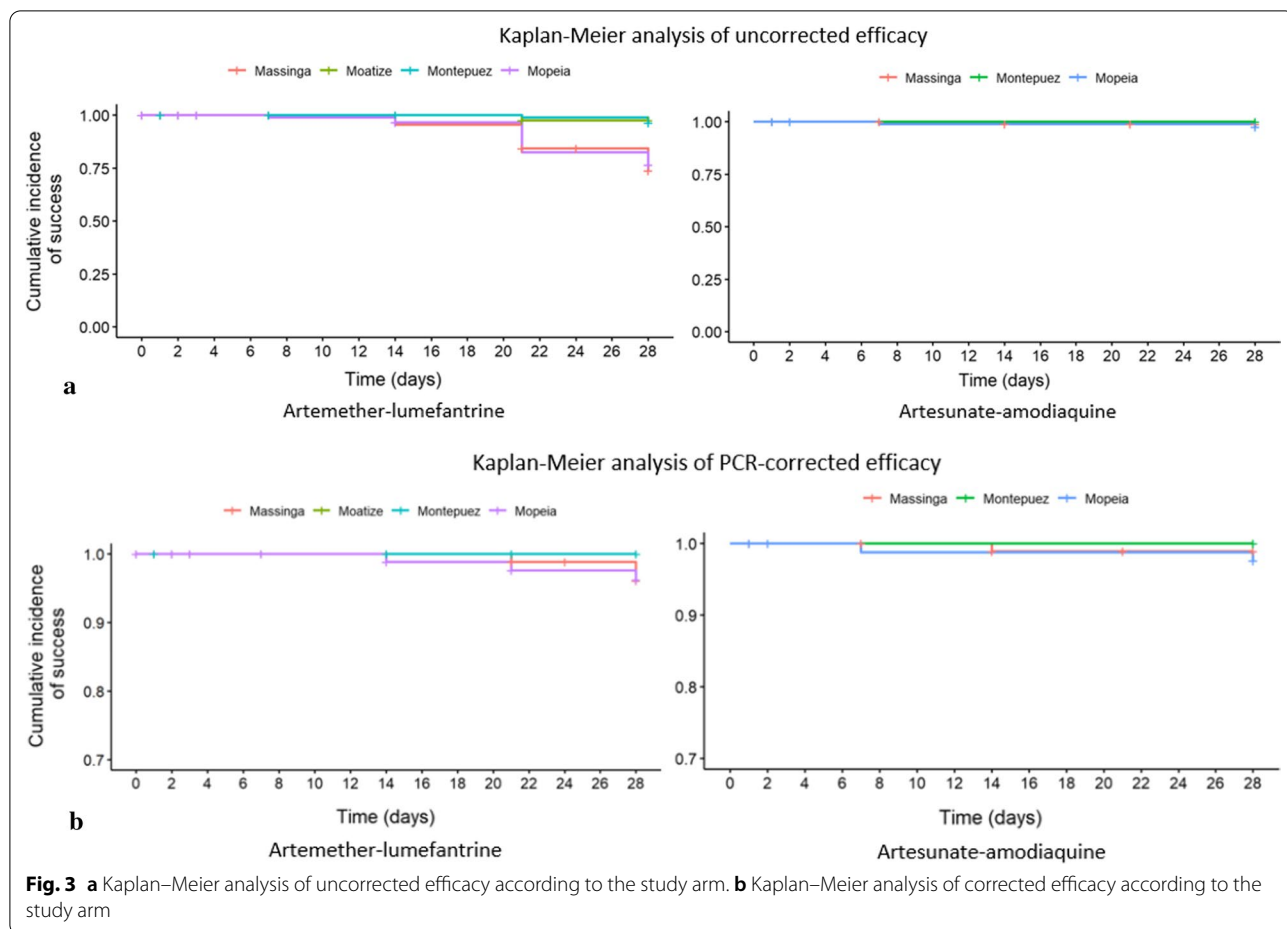 Kaplan-Meier analysis of uncorrected efficacy
Massinga Moatize Montepuez Mopeia
Massinga Montepuez Mopeia
Cumulative incidence
of success
1.00
0.75
0.50
0.25
0.00
0 2 4 6 8 10 12 14 16 18 20 22 24 26 28
Time (days)
a
Artemether-lumefantrine
1.00
0.75
0.50
0.25
0.00
0 2 4 6 8 10 12 14 16 18 20 22 24 26 28
Time (days)
Artesunate-amodiaquine
Kaplan-Meier analysis of PCR-corrected efficacy
Massinga Moatize Montepuez Mopeia
Massinga Montepuez Mopeia
Cumulative incidence
of success
1.0
0.9
0.8
0.7
0 2 4 6 8 10 12 14 16 18 20 22 24 26 28
Time (days)
b
Artemether-lumefantrine
1.0
0.9
0.8
0.7
0 2 4 6 8 10 12 14 16 18 20 22 24 26 28
Time (days)
Artesunate-amodiaquine
Fig. 3 a Kaplan–Meier analysis of uncorrected efficacy according to the study arm. b Kaplan–Meier analysis of corrected efficacy according to the
study arm